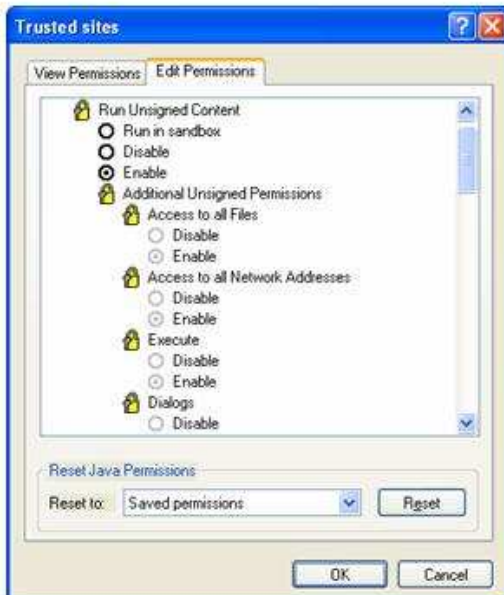 Trusted sites
View Permissions Edit Permissions
Run Unsigned Content
Run in sandbox
Disable
Enable
Additional Unsigned Permissions
Access to all Files
Disable
Enable
Access to all Network Addresses
Disable
Enable
Execute
Disable
Enable
Dialogs
Disable
Reset Java Permissions
Reset to: Saved permissions Reset
OK Cancel